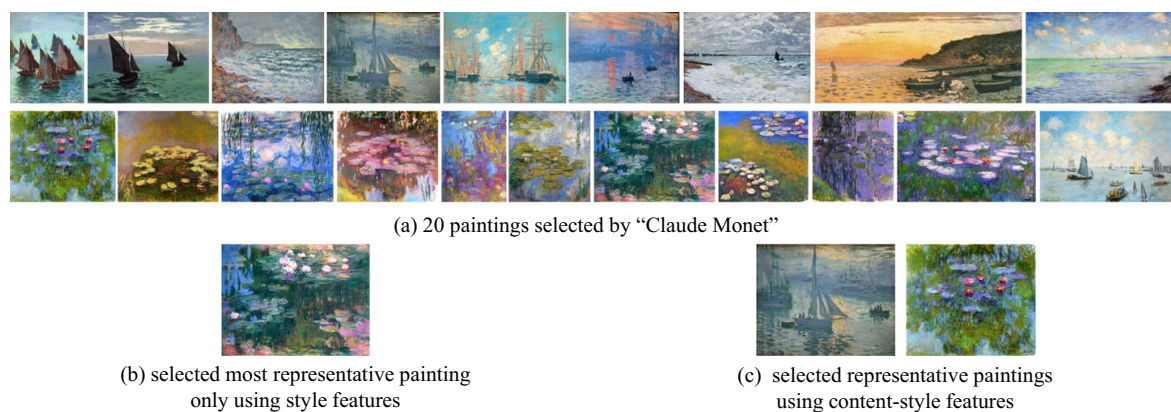 (a) 20 paintings selected by “Claude Monet”
(b) selected most representative painting
only using style features
(c) selected representative paintings
using content-style features